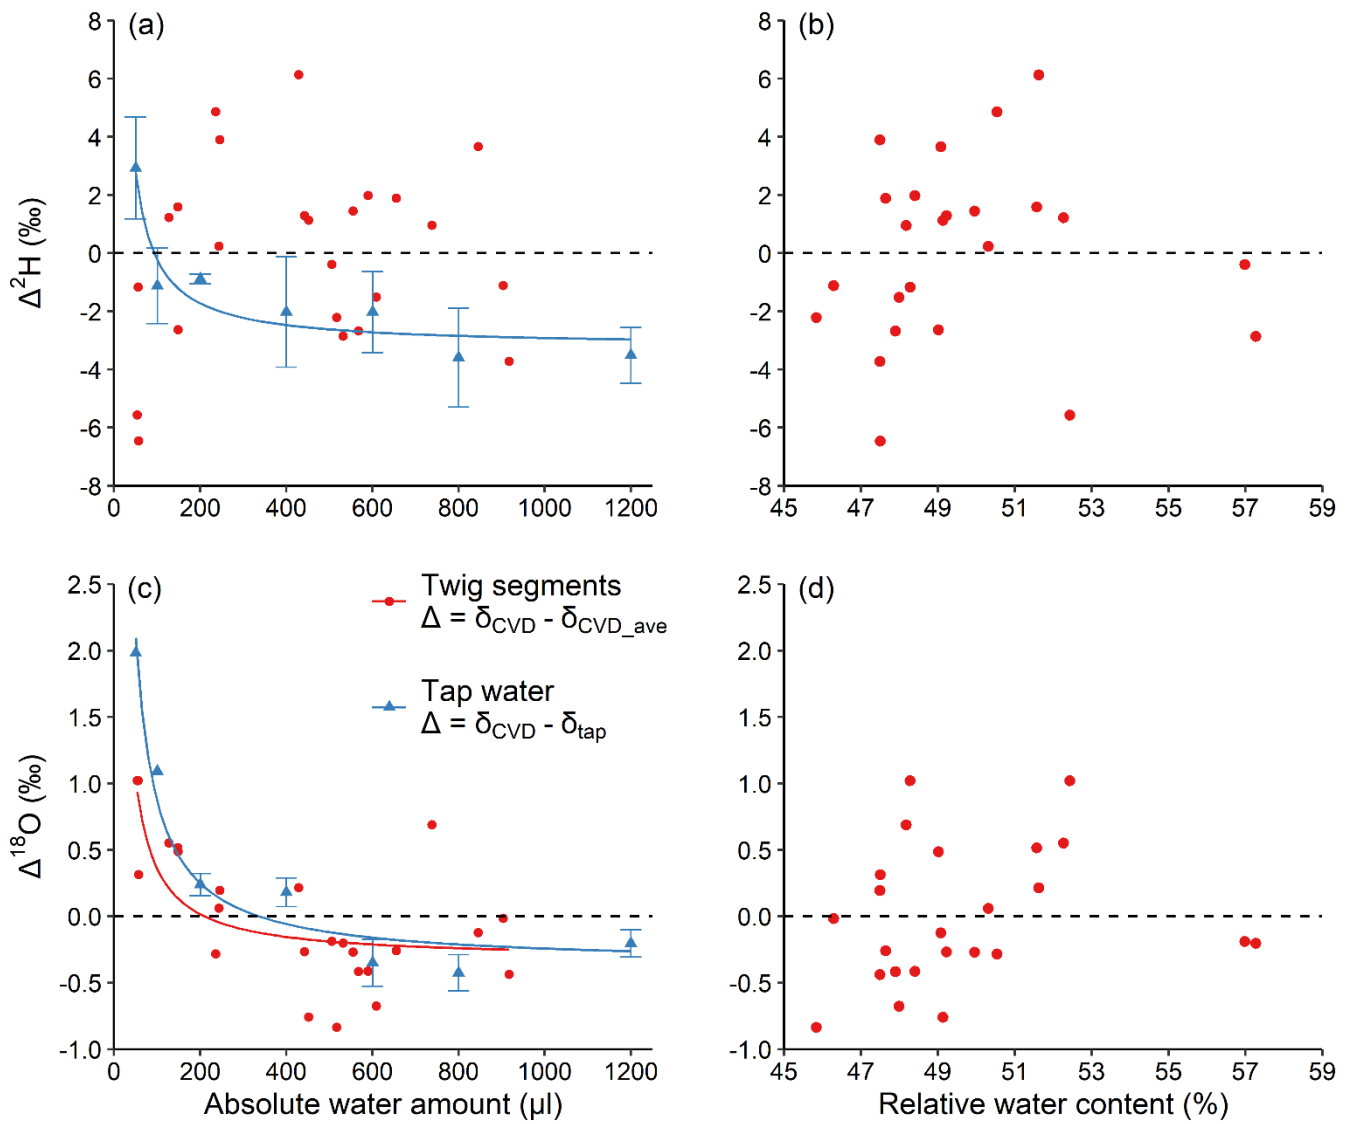 (a)
8
6
4
2
0
-2
-4
-6
-8
Δ²H (‰)
0 200 400 600 800 1000 1200
(b)
8
6
4
2
0
-2
-4
-6
-8
45 47 49 51 53 55 57 59
(c)
2.5
2.0
1.5
1.0
0.5
0.0
-0.5
-1.0
Δ¹⁸O (‰)
Twig segments
Δ = δCVD - δCVD_ave
Tap water
Δ = δCVD - δtap
0 200 400 600 800 1000 1200
Absolute water amount (µl)
(d)
2.5
2.0
1.5
1.0
0.5
0.0
-0.5
-1.0
45 47 49 51 53 55 57 59
Relative water content (%)